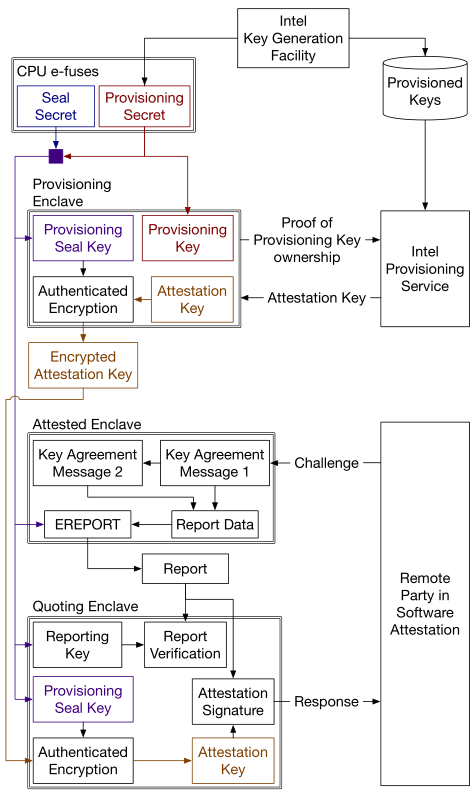 Intel
Key Generation
Facility
CPU e-fuses
Seal
Secret
Provisioning
Secret
Provisioned
Keys
Provisioning
Enclave
Provisioning
Seal Key
Provisioning
Key
Proof of
Provisioning Key
ownership
Intel
Provisioning
Service
Authenticated
Encryption
Attestation
Key
Attestation Key
Encrypted
Attestation Key
Attested Enclave
Key Agreement
Message 2
Key Agreement
Message 1
Challenge
EREPORT
Report Data
Report
Remote
Party in
Software
Attestation
Quoting Enclave
Reporting
Key
Report
Verification
Provisioning
Seal Key
Attestation
Signature
Response
Authenticated
Encryption
Attestation
Key